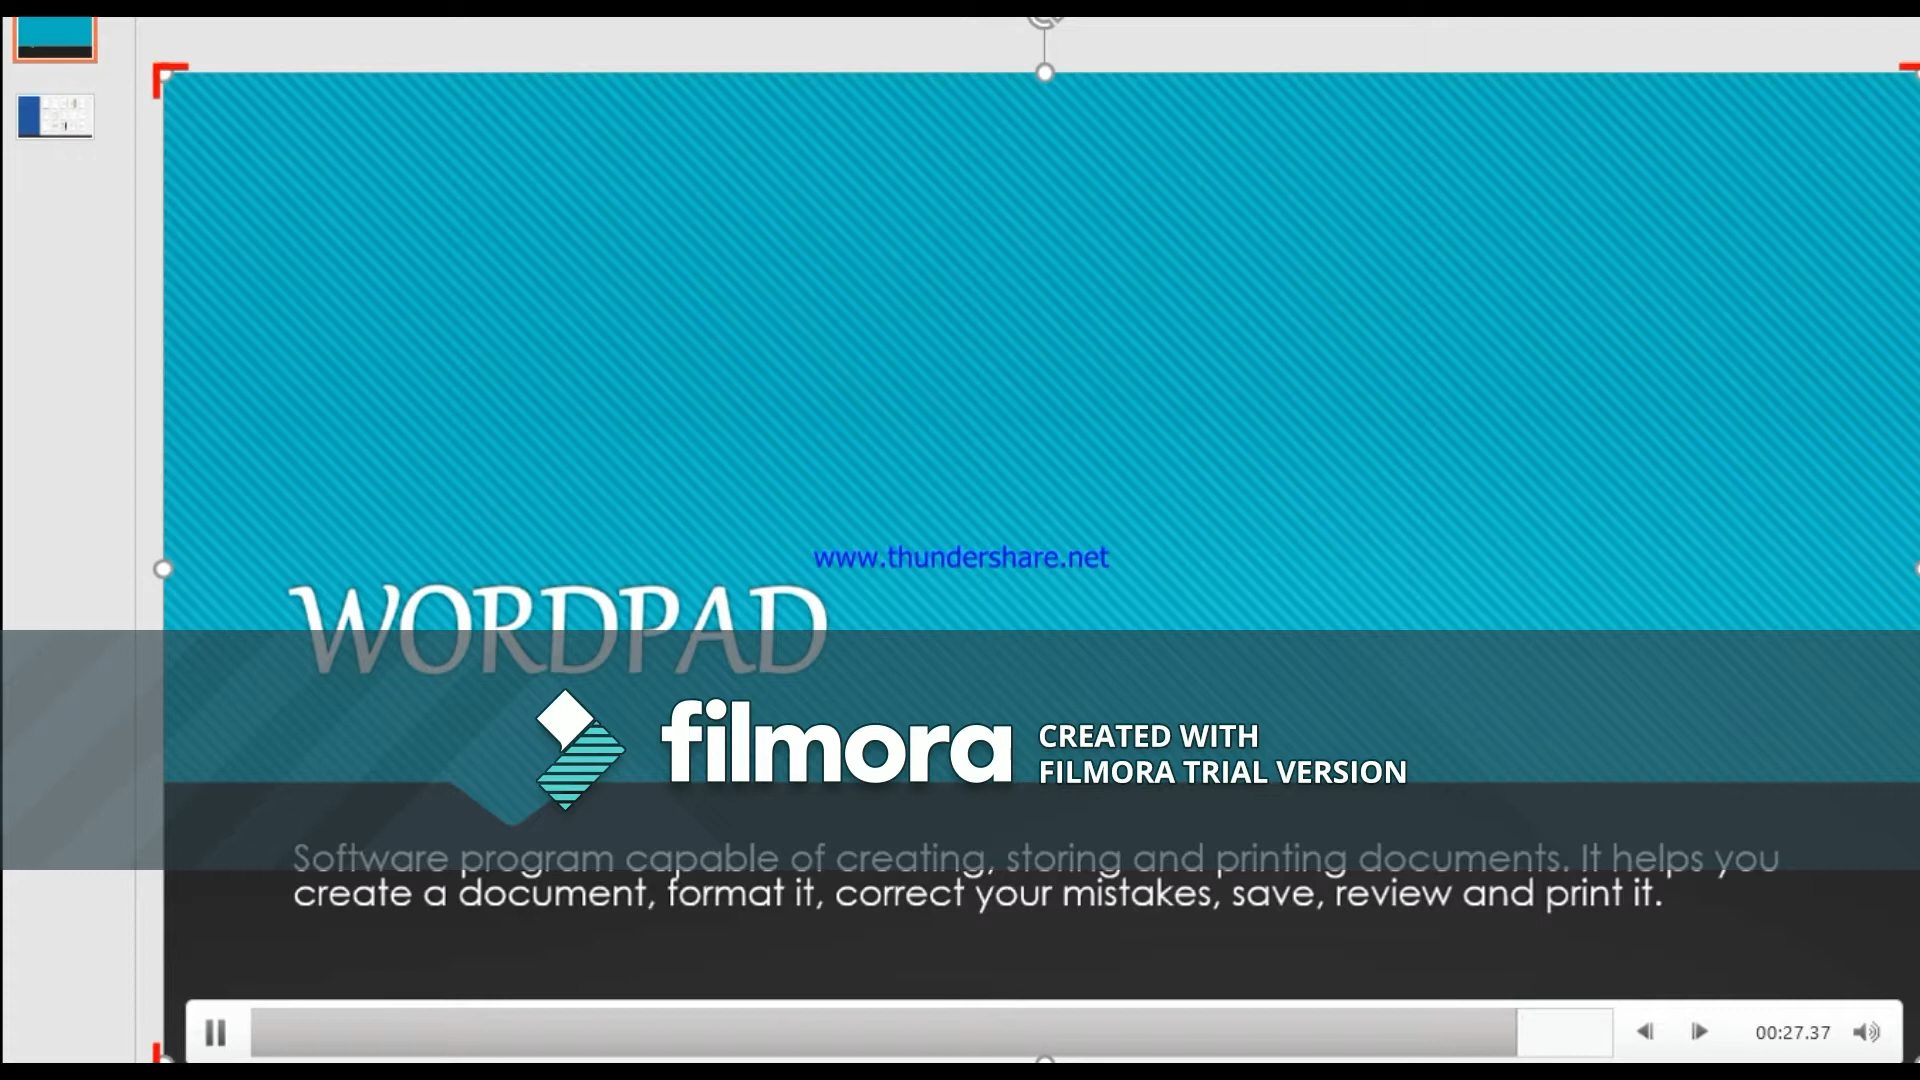 www.thundershare.net
WORDPAD
filmora
CREATED WITH
FILMORA TRIAL VERSION
Software program capable of creating, storing and printing documents. It helps you
create a document, format it, correct your mistakes, save, review and print it.
00:27.37